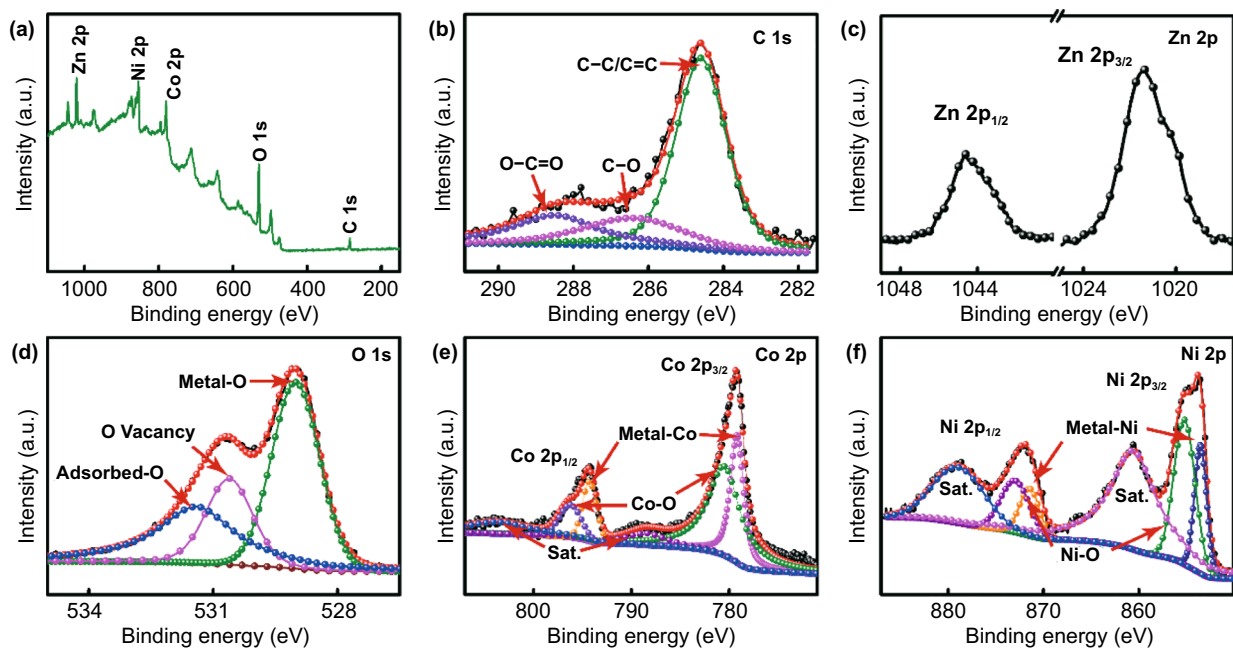 (a)
Zn 2p
Ni 2p
Co 2p
O 1s
C 1s
Intensity (a.u.)
1000 800 600 400 200
Binding energy (eV)
(b)
C 1s
C−C/C=C
O−C=O
C−O
Intensity (a.u.)
290 288 286 284 282
Binding energy (eV)
(c)
Zn 2p
Zn 2p3/2
Zn 2p1/2
Intensity (a.u.)
1048 1044 1024 1020
Binding energy (eV)
(d)
O 1s
Metal-O
O Vacancy
Adsorbed-O
Intensity (a.u.)
534 531 528
Binding energy (eV)
(e)
Co 2p3/2 Co 2p
Metal-Co
Co 2p1/2
Co-O
Sat.
Intensity (a.u.)
800 790 780
Binding energy (eV)
(f)
Ni 2p
Ni 2p3/2
Ni 2p1/2
Metal-Ni
Sat.
Sat.
Ni-O
Intensity (a.u.)
880 870 860
Binding energy (eV)